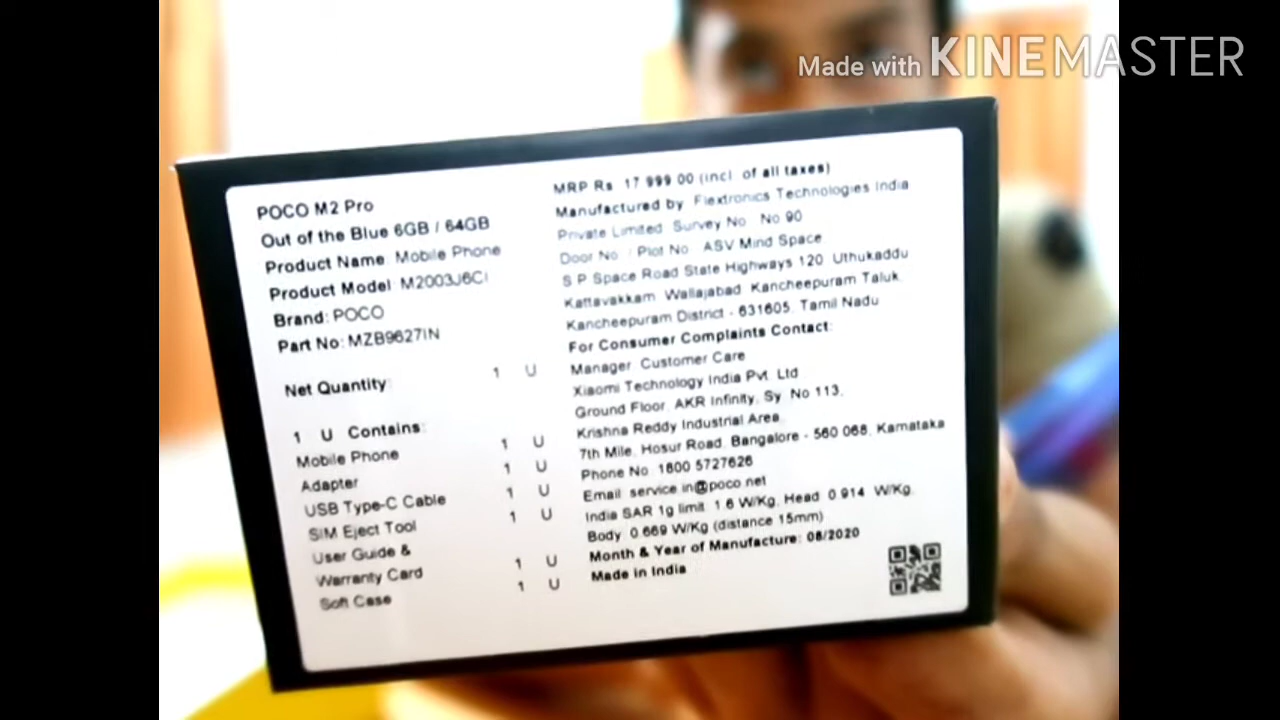 Made with KINEMASTER
POCO M2 Pro
Out of the Blue 6GB / 64GB
Product Name: Mobile Phone
Product Model: M2003J6CI
Brand: POCO
Part No: MZB9627IN
Net Quantity: 1 U
1 U Contains:
Mobile Phone 1 U
Adapter 1 U
USB Type-C Cable 1 U
SIM Eject Tool 1 U
User Guide &
Warranty Card 1 U
Soft Case 1 U
MRP Rs. 17,999.00 (incl. of all taxes)
Manufactured by: Flextronics Technologies India
Private Limited, Survey No. No.90
Door No. / Plot No. ASV Mind Space,
S P Space Road State Highways 120, Uthukaddu
Kattavakkam, Wallajabad, Kancheepuram Taluk,
Kancheepuram District - 631605, Tamil Nadu
For Consumer Complaints Contact:
Manager, Customer Care
Xiaomi Technology India Pvt. Ltd
Ground Floor, AKR Infinity, Sy. No 113,
Krishna Reddy Industrial Area,
7th Mile, Hosur Road, Bangalore - 560 068, Karnataka
Phone No: 1800 5727626
Email: service.in@poco.net
India SAR 1g limit: 1.6 W/Kg, Head: 0.914 W/Kg,
Body: 0.669 W/Kg (distance 15mm)
Month & Year of Manufacture: 08/2020
Made in India